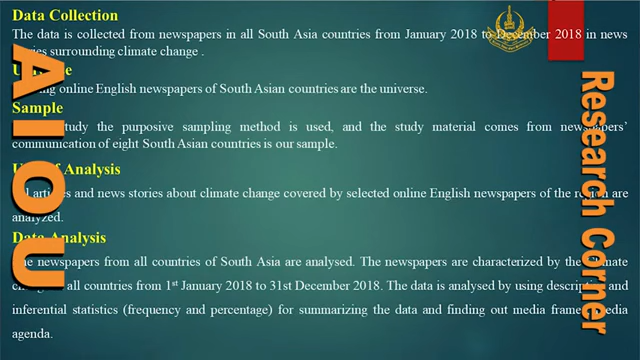 Data Collection
The data is collected from newspapers in all South Asia countries from January 2018 to December 2018 in news
surrounding climate change .
online English newspapers of South Asian countries are the universe.
Sample
study the purposive sampling method is used, and the study material comes from newspapers'
communication of eight South Asian countries is our sample.
of Analysis
articles and news stories about climate change covered by selected online English newspapers of the region are
analyzed.
Data Analysis
The newspapers from all countries of South Asia are analysed. The newspapers are characterized by the Climate
all countries from 1st January 2018 to 31st December 2018. The data is analysed by using descriptive and
inferential statistics (frequency and percentage) for summarizing the data and finding out media frame media
agenda.
AIOU
Research Corner